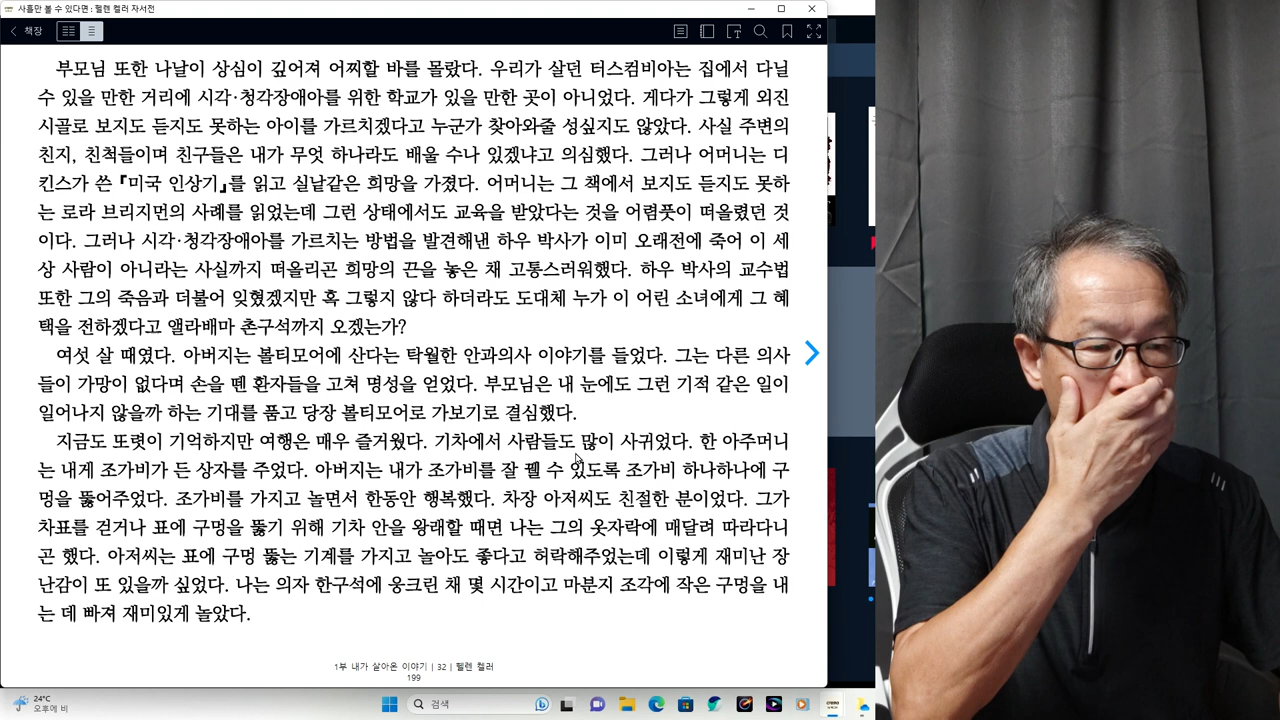 사흘만 볼 수 있다면 : 헬렌 켈러 자서전
책장
부모님 또한 나날이 상심이 깊어져 어찌할 바를 몰랐다. 우리가 살던 터스컴비아는 집에서 다닐
수 있을 만한 거리에 시각·청각장애아를 위한 학교가 있을 만한 곳이 아니었다. 게다가 그렇게 외진
시골로 보지도 듣지도 못하는 아이를 가르치겠다고 누군가 찾아와줄 성싶지도 않았다. 사실 주변의
친지, 친척들이며 친구들은 내가 무엇 하나라도 배울 수나 있겠냐고 의심했다. 그러나 어머니는 디
킨스가 쓴 『미국 인상기』를 읽고 실낱같은 희망을 가졌다. 어머니는 그 책에서 보지도 듣지도 못하
는 로라 브리지먼의 사례를 읽었는데 그런 상태에서도 교육을 받았다는 것을 어렴풋이 떠올렸던 것
이다. 그러나 시각·청각장애아를 가르치는 방법을 발견해낸 하우 박사가 이미 오래전에 죽어 이 세
상 사람이 아니라는 사실까지 떠올리곤 희망의 끈을 놓은 채 고통스러워했다. 하우 박사의 교수법
또한 그의 죽음과 더불어 잊혔겠지만 혹 그렇지 않다 하더라도 도대체 누가 이 어린 소녀에게 그 혜
택을 전하겠다고 앨라배마 촌구석까지 오겠는가?
여섯 살 때였다. 아버지는 볼티모어에 산다는 탁월한 안과의사 이야기를 들었다. 그는 다른 의사
들이 가망이 없다며 손을 뗀 환자들을 고쳐 명성을 얻었다. 부모님은 내 눈에도 그런 기적 같은 일이
일어나지 않을까 하는 기대를 품고 당장 볼티모어로 가보기로 결심했다.
지금도 또렷이 기억하지만 여행은 매우 즐거웠다. 기차에서 사람들도 많이 사귀었다. 한 아주머니
는 내게 조가비가 든 상자를 주었다. 아버지는 내가 조가비를 잘 꿸 수 있도록 조가비 하나하나에 구
멍을 뚫어주었다. 조가비를 가지고 놀면서 한동안 행복했다. 차장 아저씨도 친절한 분이었다. 그가
차표를 걷거나 표에 구멍을 뚫기 위해 기차 안을 왕래할 때면 나는 그의 옷자락에 매달려 따라다니
곤 했다. 아저씨는 표에 구멍 뚫는 기계를 가지고 놀아도 좋다고 허락해주었는데 이렇게 재미난 장
난감이 또 있을까 싶었다. 나는 의자 한구석에 웅크린 채 몇 시간이고 마분지 조각에 작은 구멍을 내
는 데 빠져 재미있게 놀았다.
1부 내가 살아온 이야기 | 32 | 헬렌 켈러
199
24°C
오후에 비
검색